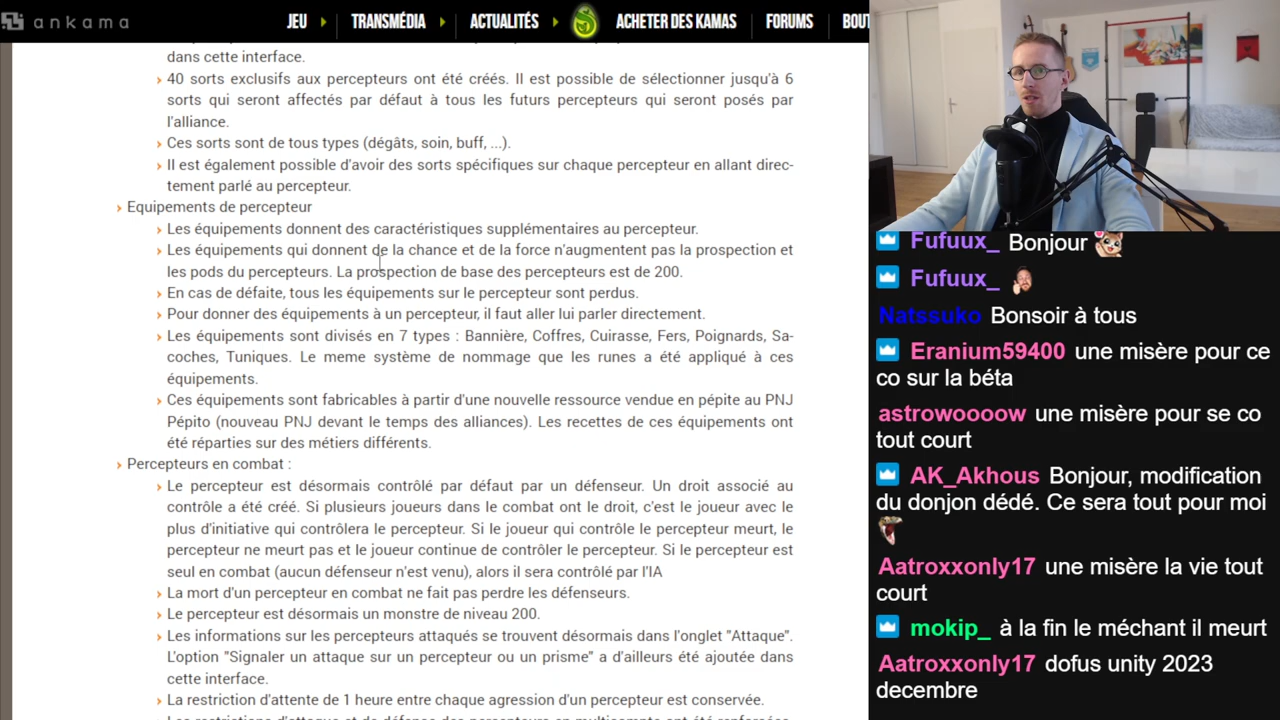 ankama
JEU
TRANSMÉDIA
ACTUALITÉS
ACHETER DES KAMAS
FORUMS
BOUT
dans cette interface.
40 sorts exclusifs aux percepteurs ont été créés. Il est possible de sélectionner jusqu'à 6
sorts qui seront affectés par défaut à tous les futurs percepteurs qui seront posés par
l'alliance.
Ces sorts sont de tous types (dégâts, soin, buff, ...).
Il est également possible d'avoir des sorts spécifiques sur chaque percepteur en allant direc-
tement parlé au percepteur.
Equipements de percepteur
Les équipements donnent des caractéristiques supplémentaires au percepteur.
Les équipements qui donnent de la chance et de la force n'augmentent pas la prospection et
les pods du percepteurs. La prospection de base des percepteurs est de 200.
En cas de défaite, tous les équipements sur le percepteur sont perdus.
Pour donner des équipements à un percepteur, il faut aller lui parler directement.
Les équipements sont divisés en 7 types : Bannière, Coffres, Cuirasse, Fers, Poignards, Sa-
coches, Tuniques. Le meme système de nommage que les runes a été appliqué à ces
équipements.
Ces équipements sont fabricables à partir d'une nouvelle ressource vendue en pépite au PNJ
Pépito (nouveau PNJ devant le temps des alliances). Les recettes de ces équipements ont
été réparties sur des métiers différents.
Percepteurs en combat :
Le percepteur est désormais contrôlé par défaut par un défenseur. Un droit associé au
contrôle a été créé. Si plusieurs joueurs dans le combat ont le droit, c'est le joueur avec le
plus d'initiative qui contrôlera le percepteur. Si le joueur qui contrôle le percepteur meurt, le
percepteur ne meurt pas et le joueur continue de contrôler le percepteur. Si le percepteur est
seul en combat (aucun défenseur n'est venu), alors il sera contrôlé par l'IA
La mort d'un percepteur en combat ne fait pas perdre les défenseurs.
Le percepteur est désormais un monstre de niveau 200.
Les informations sur les percepteurs attaqués se trouvent désormais dans l'onglet "Attaque".
L'option "Signaler un attaque sur un percepteur ou un prisme" a d'ailleurs été ajoutée dans
cette interface.
La restriction d'attente de 1 heure entre chaque agression d'un percepteur est conservée.
Fufuux_ Bonjour
Fufuux_
Natssuko Bonsoir à tous
Eranium59400 une misère pour ce
co sur la béta
astrowoooow une misère pour se co
tout court
AK_Akhous Bonjour, modification
du donjon dédé. Ce sera tout pour moi
Aatroxxonly17 une misère la vie tout
court
mokip_ à la fin le méchant il meurt
Aatroxxonly17 dofus unity 2023
decembre